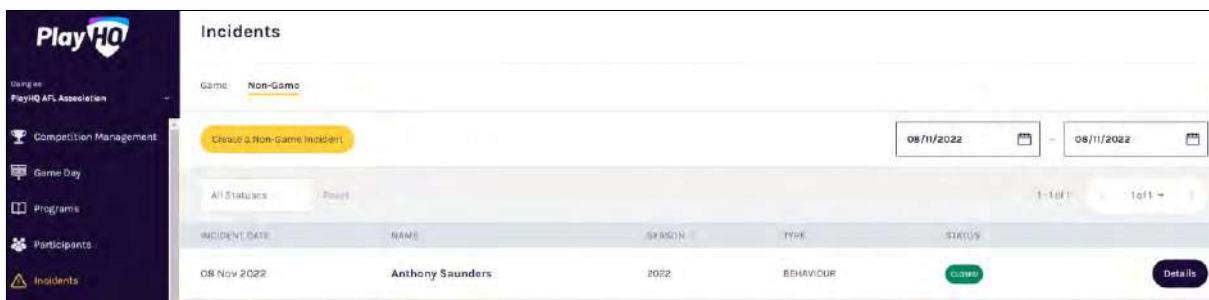 PlayHQ
Using as
PlayHQ AFL Association
Competition Management
Game Day
Programs
Participants
Incidents
Incidents
Game Non-Game
Create a Non-Game Incident
08/11/2022 - 08/11/2022
All Statuses Reset
1-1 of 1 1 of 1
INCIDENT DATE NAME SEASON TYPE STATUS
08 Nov 2022 Anthony Saunders 2022 BEHAVIOUR CLOSED Details